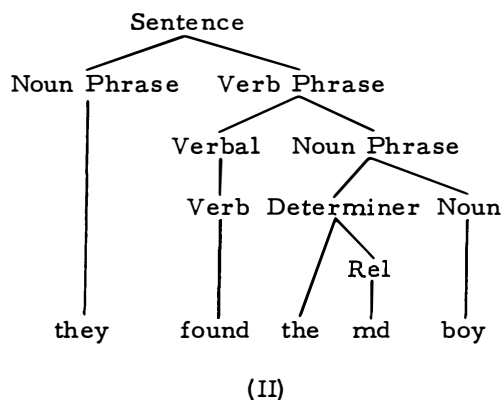 Sentence
Noun Phrase Verb Phrase
Verbal Noun Phrase
Verb Determiner Noun
Rel
they found the md boy
(II)